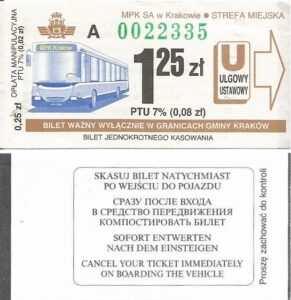 MPK SA w Krakowie • STREFA MIEJSKA
A 0022335
MPK Kraków
1 25 zł
PTU 7% (0,08 zł)
U
ULGOWY
USTAWOWY
0,25 zł OPŁATA MANIPULACYJNA
PTU 7% (0,02 zł)
BILET WAŻNY WYŁĄCZNIE W GRANICACH GMINY KRAKÓW
BILET JEDNOKROTNEGO KASOWANIA
SKASUJ BILET NATYCHMIAST
PO WEJŚCIU DO POJAZDU
СРАЗУ ПОСЛЕ ВХОДА
В СРЕДСТВО ПЕРЕДВИЖЕНИЯ
КОМПОСТИРОВАТЬ БИЛЕТ
SOFORT ENTWERTEN
NACH DEM EINSTEIGEN
CANCEL YOUR TICKET IMMEDIATELY
ON BOARDING THE VEHICLE
Proszę zachować do kontroli